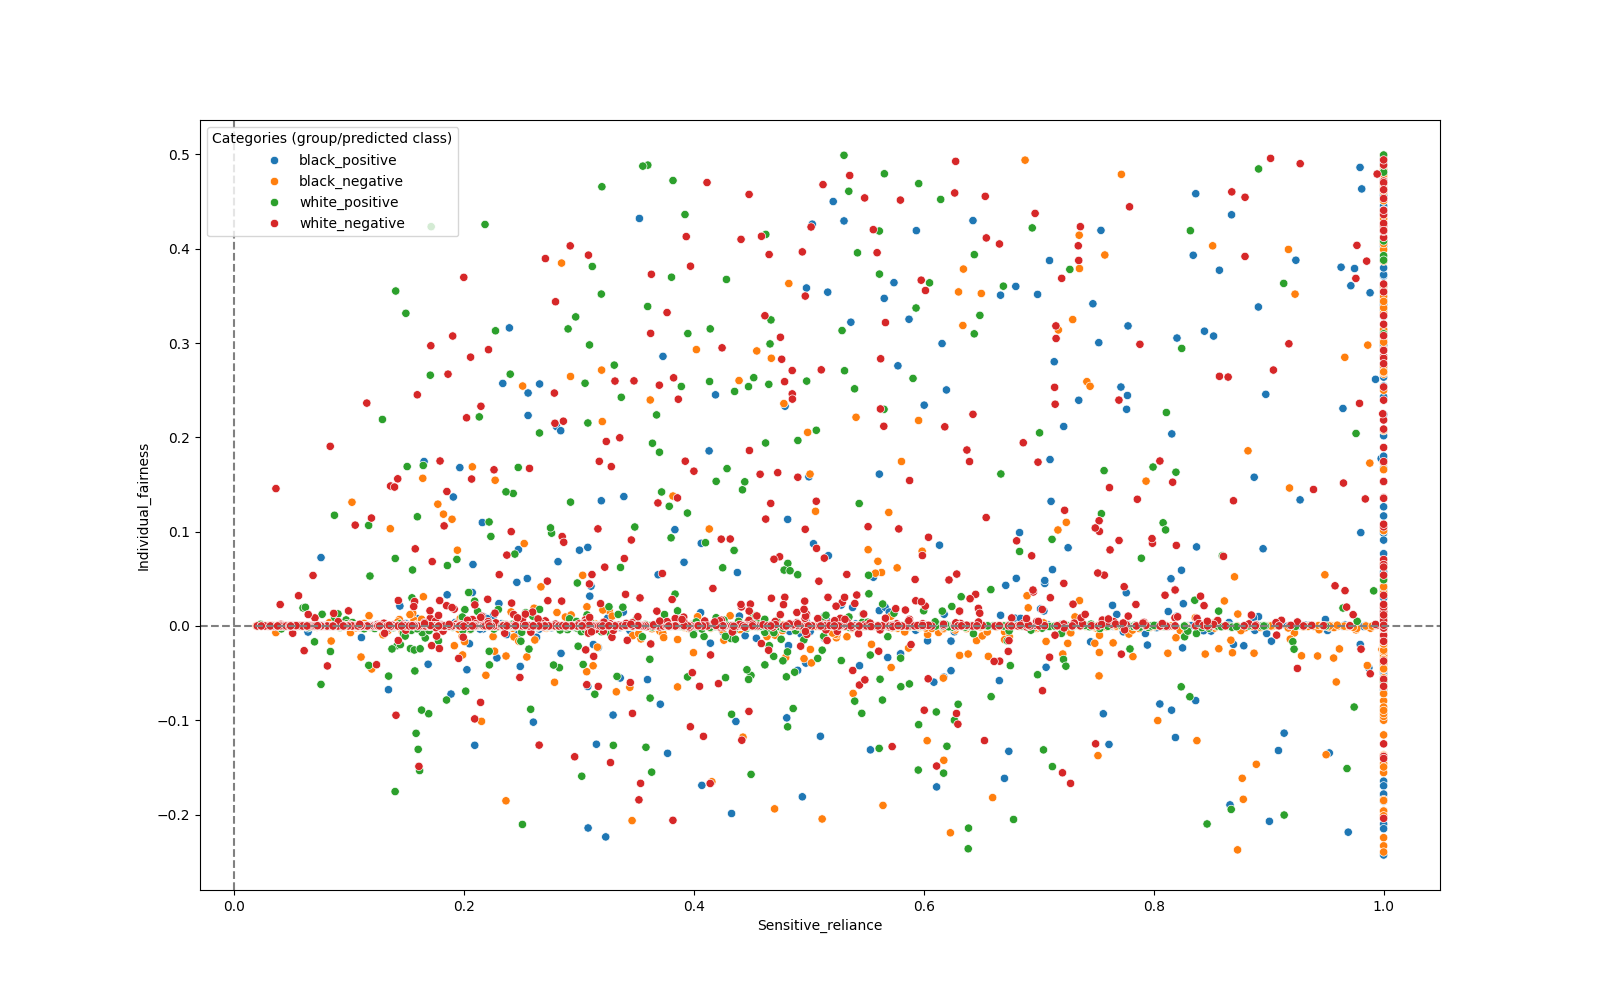 Categories (group/predicted class)
black_positive
black_negative
white_positive
white_negative
Individual_fairness
0.5
0.4
0.3
0.2
0.1
0.0
−0.1
−0.2
0.0 0.2 0.4 0.6 0.8 1.0
Sensitive_reliance